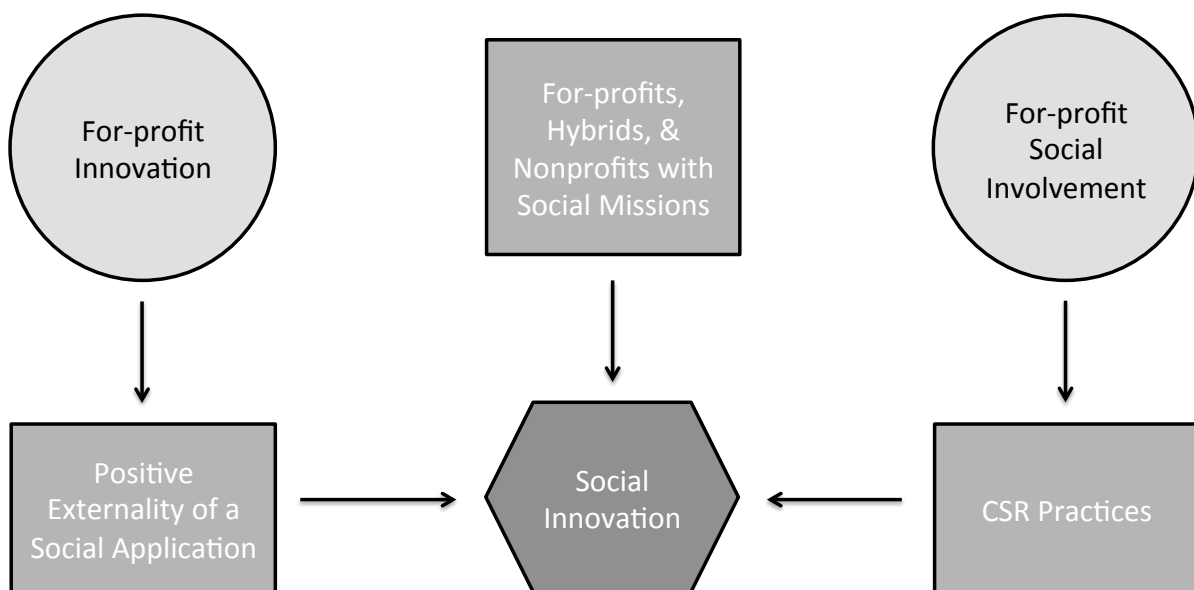 For-profit
Innovation
For-profits,
Hybrids, &
Nonprofits with
Social Missions
For-profit
Social
Involvement
Positive
Externality of a
Social Application
Social
Innovation
CSR Practices